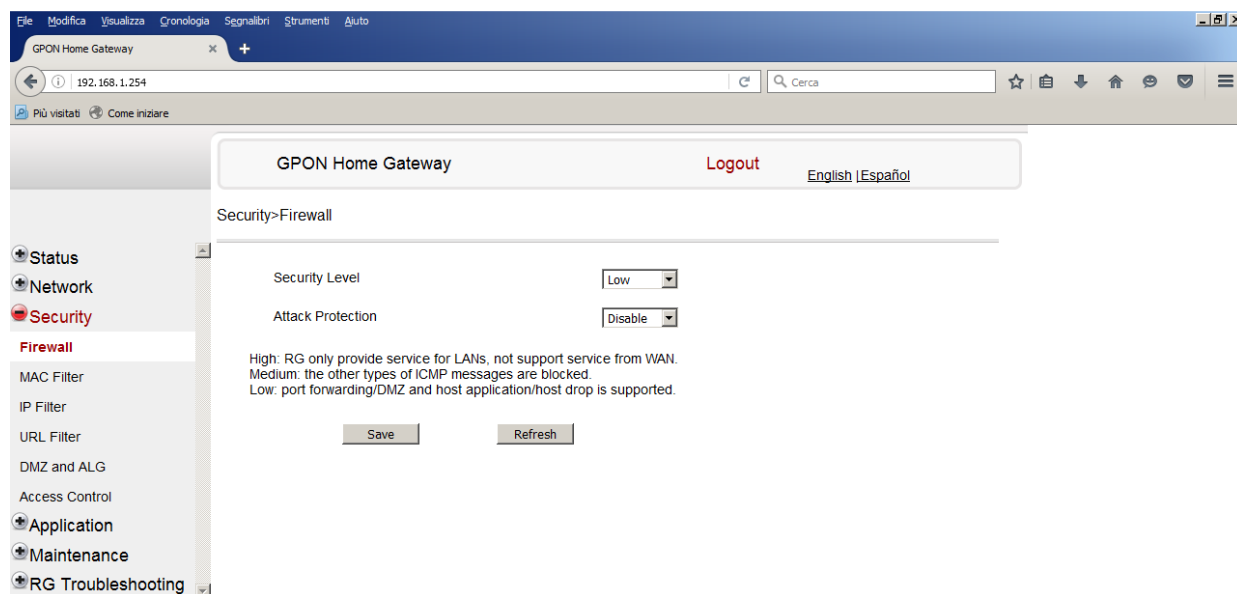 File Modifica Visualizza Cronologia Segnalibri Strumenti Aiuto
GPON Home Gateway
192.168.1.254
Cerca
Più visitati Come iniziare
GPON Home Gateway Logout English | Español
Security>Firewall
Status
Network
Security
Firewall
MAC Filter
IP Filter
URL Filter
DMZ and ALG
Access Control
Application
Maintenance
RG Troubleshooting
Security Level Low
Attack Protection Disable
High: RG only provide service for LANs, not support service from WAN.
Medium: the other types of ICMP messages are blocked.
Low: port forwarding/DMZ and host application/host drop is supported.
Save Refresh